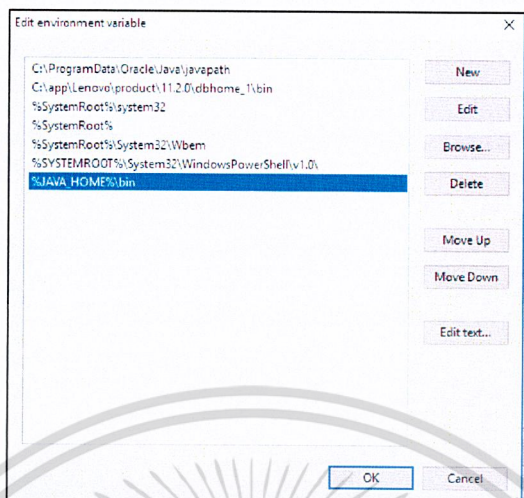 Edit environment variable
C:\ProgramData\Oracle\Java\javapath
C:\app\Lenovo\product\11.2.0\dbhome_1\bin
%SystemRoot%\system32
%SystemRoot%
%SystemRoot%\System32\Wbem
%SYSTEMROOT%\System32\WindowsPowerShell\v1.0\
%JAVA_HOME%\bin
New
Edit
Browse...
Delete
Move Up
Move Down
Edit text...
OK
Cancel